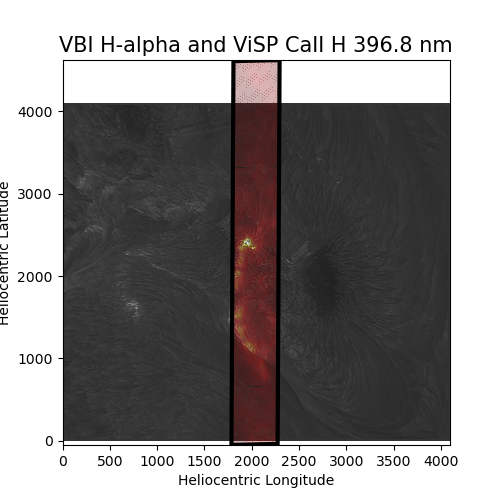 VBI H-alpha and ViSP CaII H 396.8 nm
4000
3000
2000
1000
0
Heliocentric Latitude
0 500 1000 1500 2000 2500 3000 3500 4000
Heliocentric Longitude